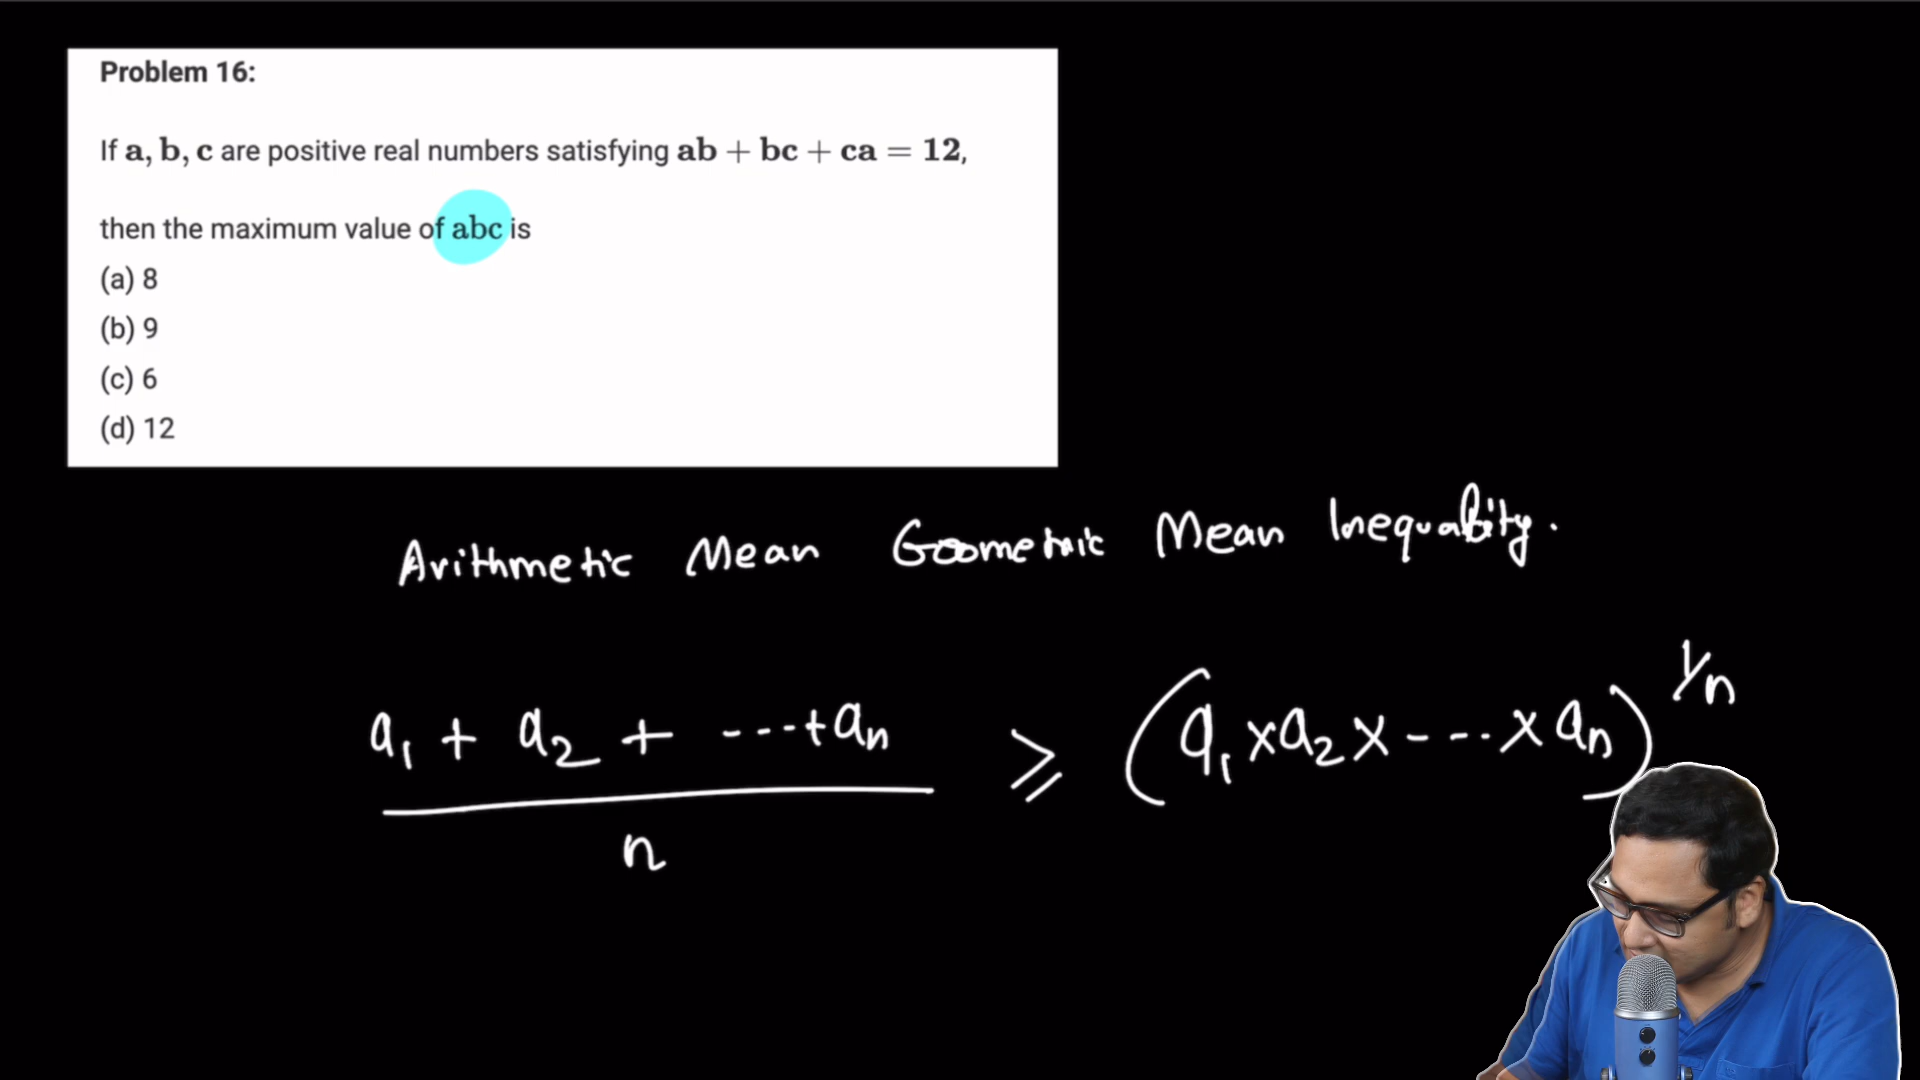 Problem 16:
If a, b, c are positive real numbers satisfying ab + bc + ca = 12,
then the maximum value of abc is
(a) 8
(b) 9
(c) 6
(d) 12
Arithmetic Mean Geometric Mean Inequality.
a₁ + a₂ + ---+ aₙ
n
⩾ (a₁ x a₂ x - --- x aₙ)^1/n